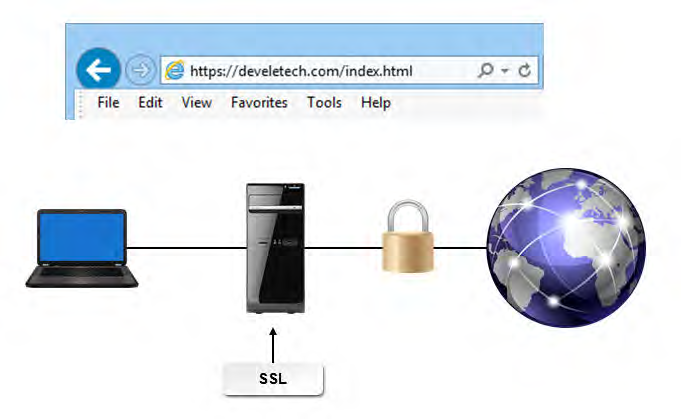 https://develetech.com/index.html
File Edit View Favorites Tools Help
SSL